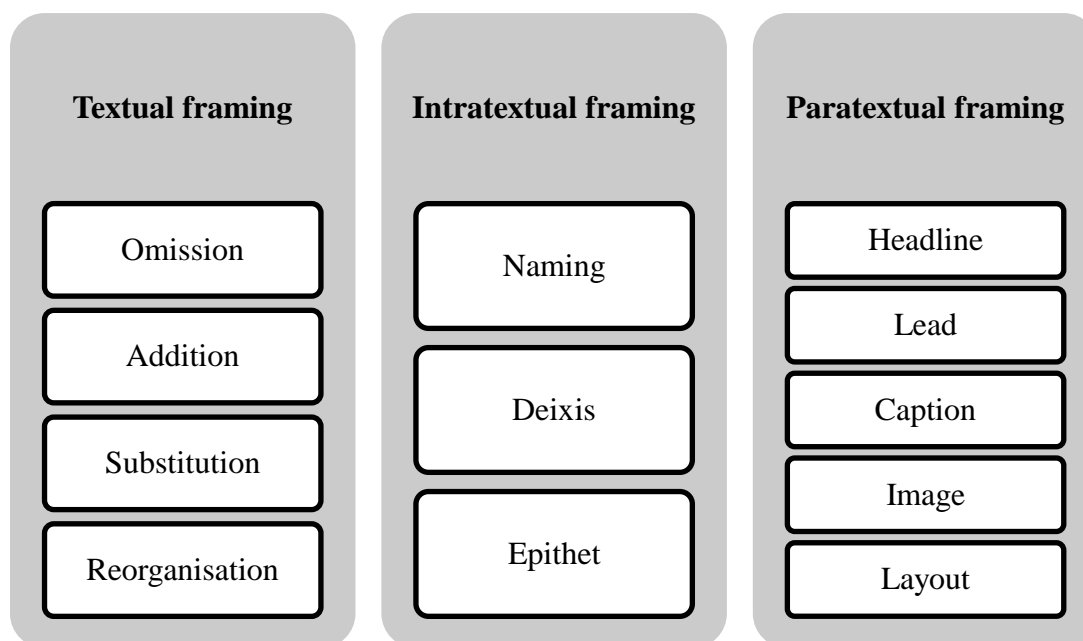 Textual framing
Omission
Addition
Substitution
Reorganisation
Intratextual framing
Naming
Deixis
Epithet
Paratextual framing
Headline
Lead
Caption
Image
Layout